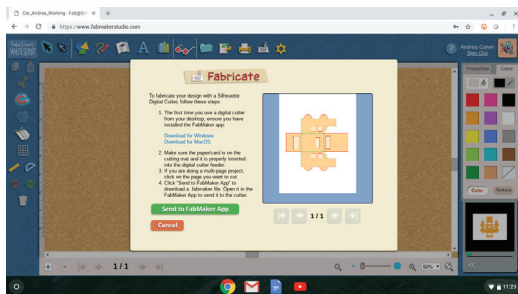 Car_Andrea_Working - Fab@Sch
https://www.fabmakerstudio.com
Andrea Calvin
Sign Out
Fabricate
To fabricate your design with a Silhouette
Digital Cutter, follow these steps:
1. The first time you use a digital cutter
from your desktop, ensure you have
installed the FabMaker app
Download for Windows
Download for MacOS
2. Make sure the paper/card is on the
cutting mat and it is properly inserted
into the digital cutter feeder.
3. If you are doing a multi-page project,
click on the page you want to cut.
4. Click "Send to FabMaker App" to
download a .fabmaker file. Open it in the
FabMaker App to send it to the cutter.
Send to FabMaker App
Cancel
1 / 1
Properties
Color
Color
Texture
1 / 1
50%
11:23